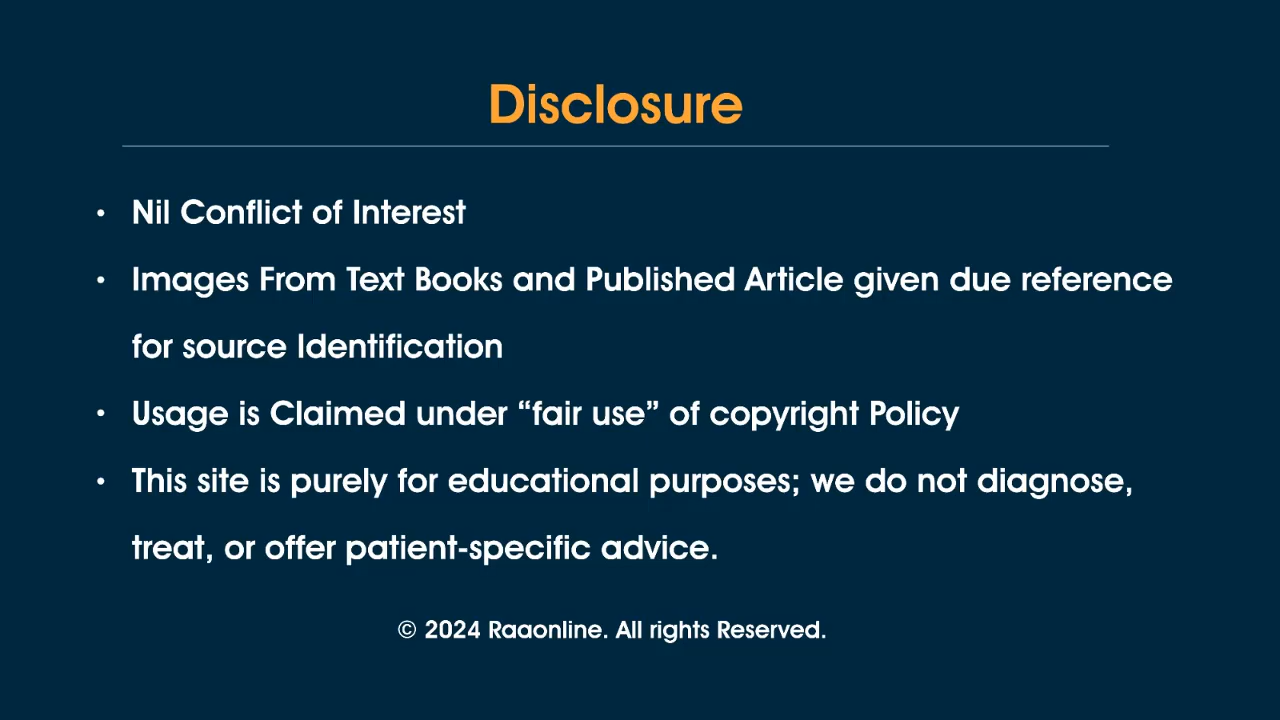 Disclosure
• Nil Conflict of Interest
• Images From Text Books and Published Article given due reference
for source Identification
• Usage is Claimed under “fair use” of copyright Policy
• This site is purely for educational purposes; we do not diagnose,
treat, or offer patient-specific advice.
© 2024 Raaonline. All rights Reserved.